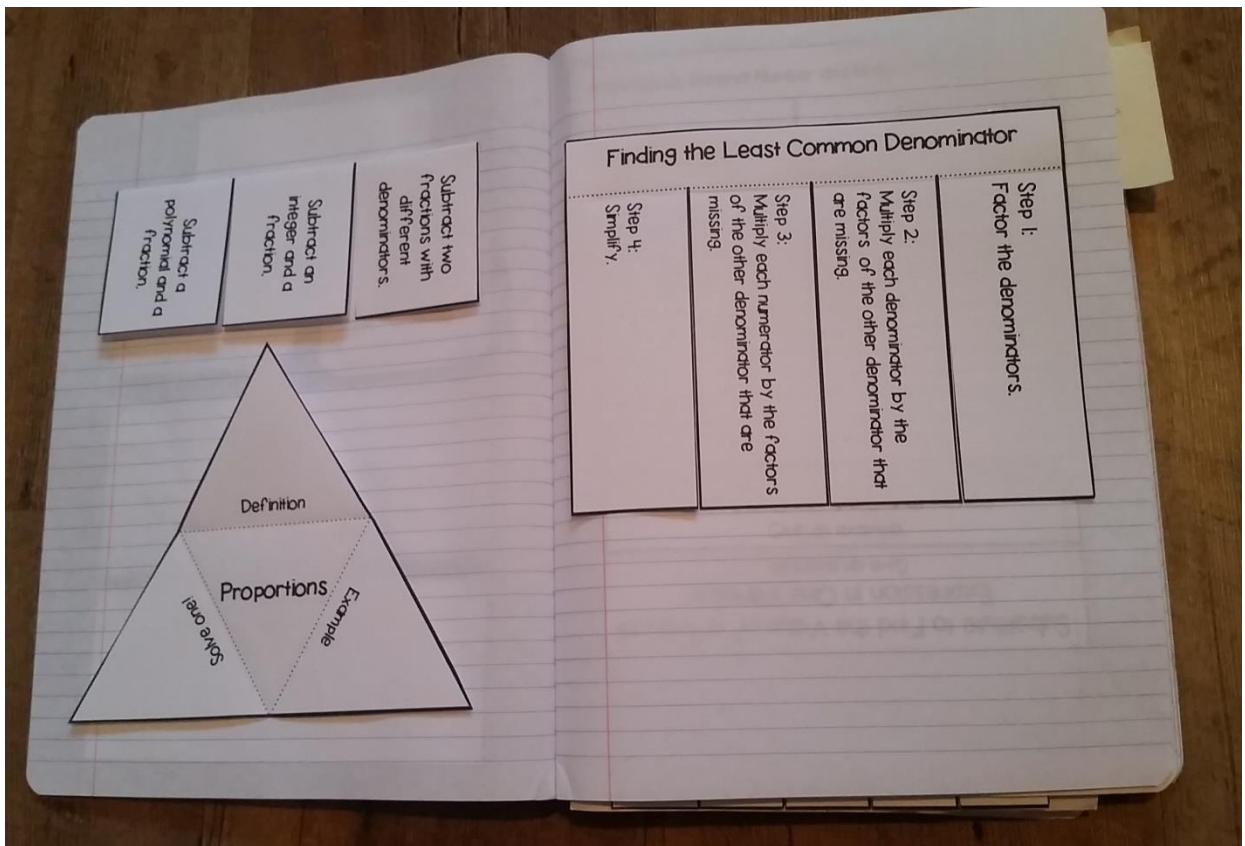 Subtract two
fractions with
different
denominators.
Subtract an
integer and a
fraction.
Subtract a
polynomial and a
fraction.
Definition
Proportions
Example
Solve one!
Finding the Least Common Denominator
Step 1:
Factor the denominators.
Step 2:
Multiply each denominator by the
factors of the other denominator that
are missing.
Step 3:
Multiply each numerator by the factors
of the other denominator that are
missing.
Step 4:
Simplify.